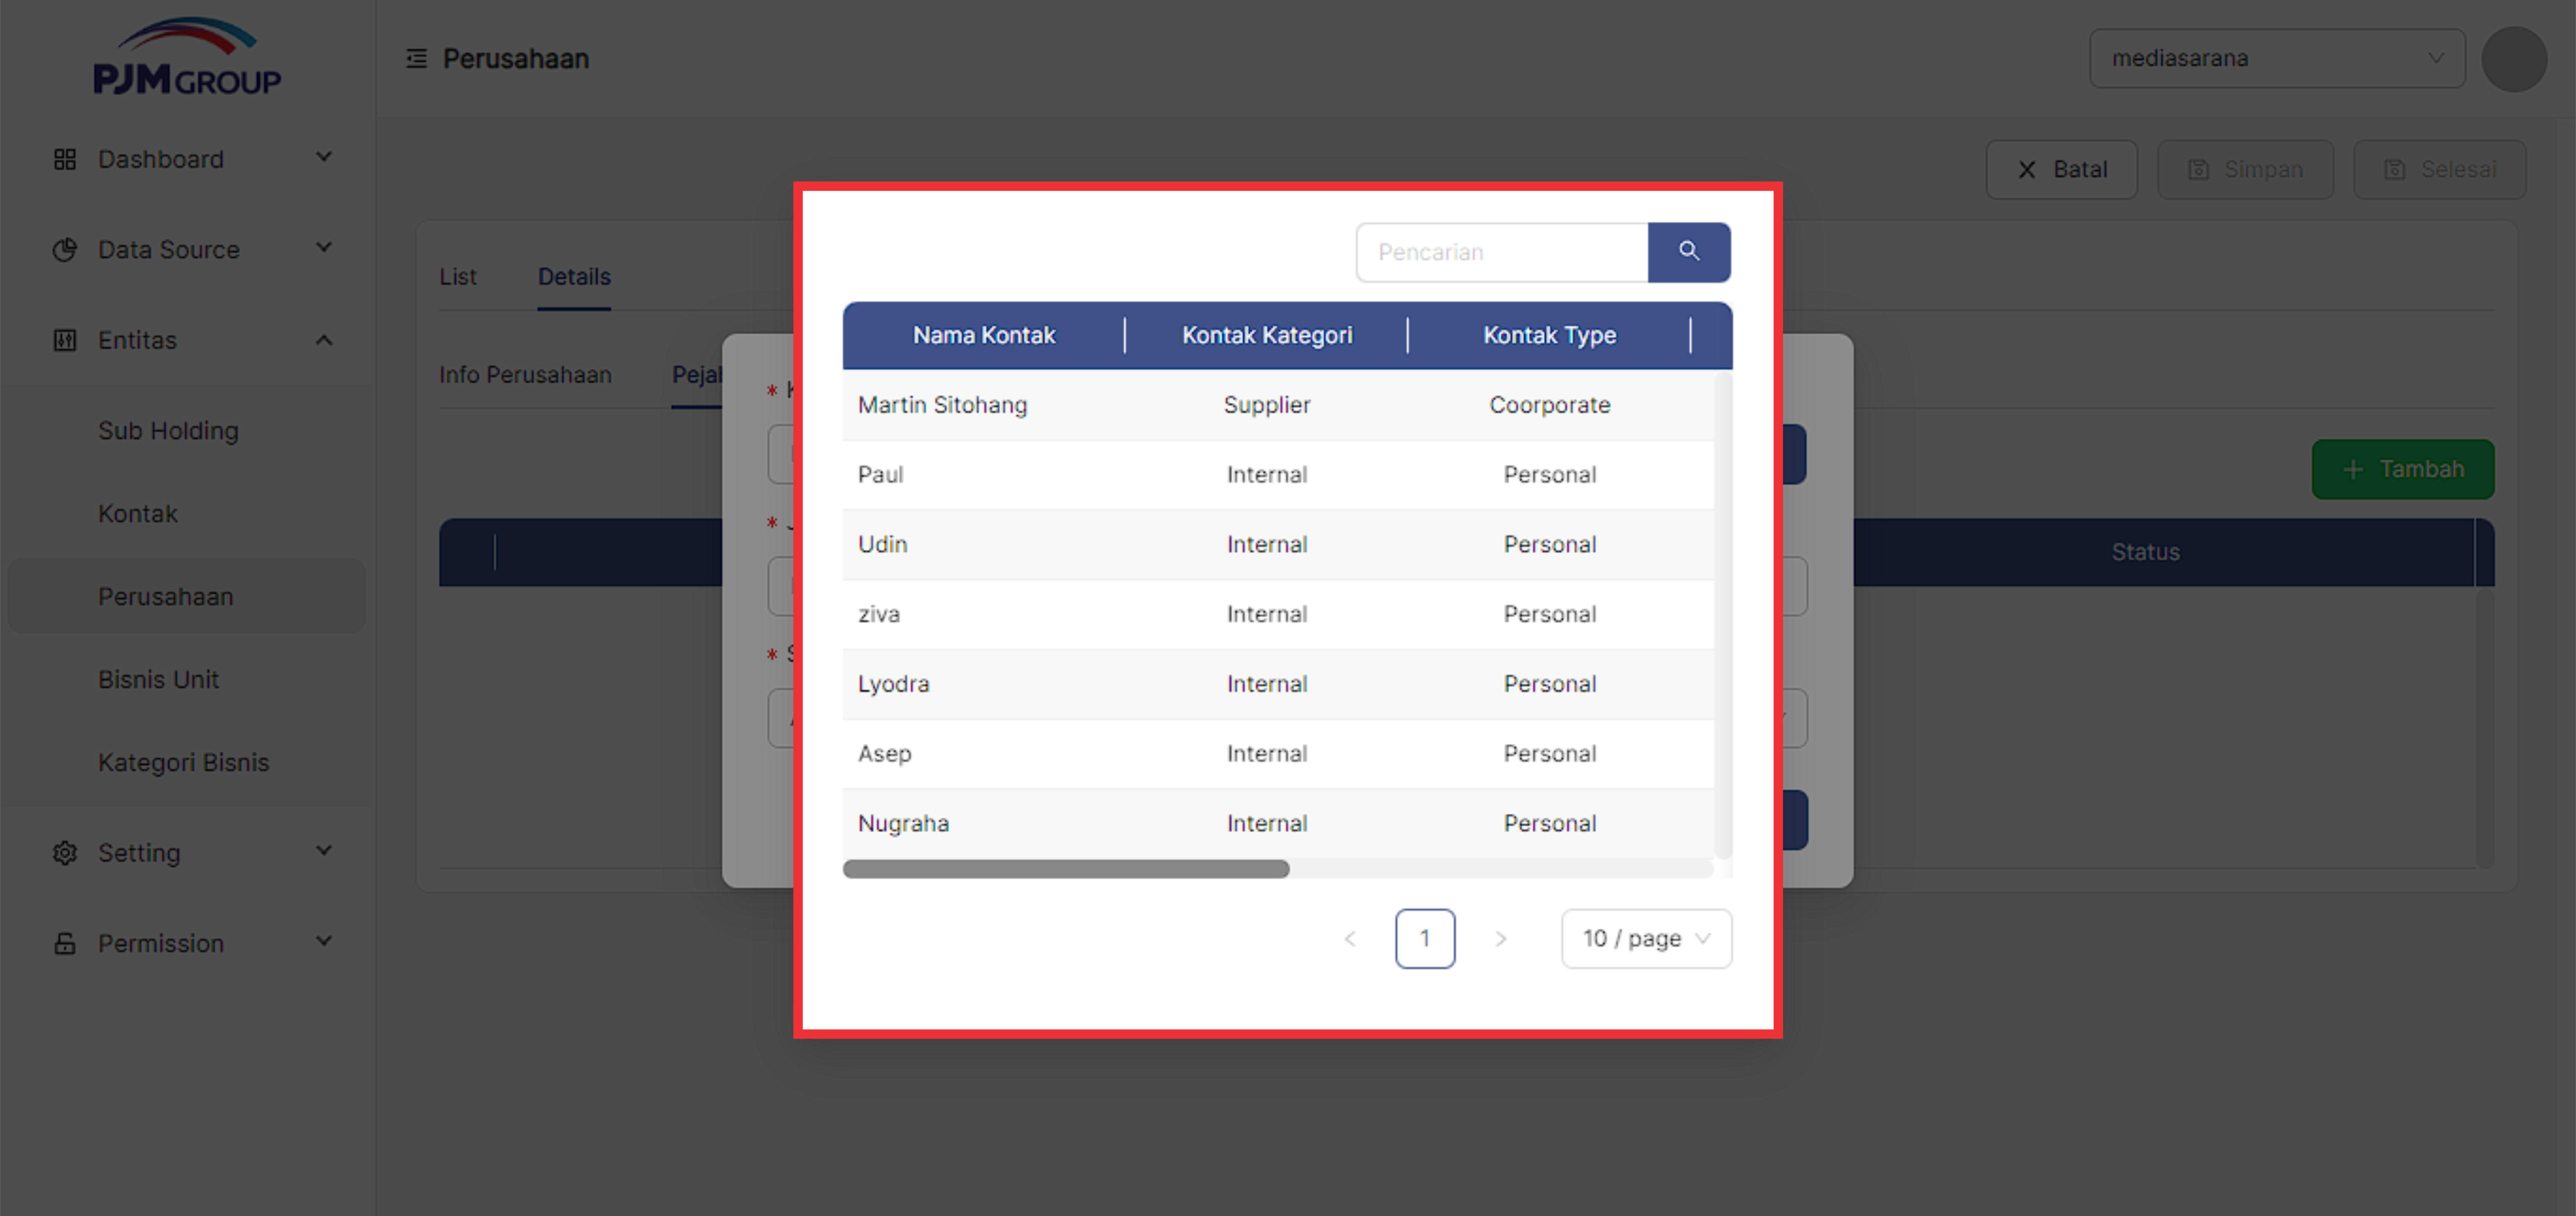 PJM GROUP
Perusahaan
mediasarana
Dashboard
Data Source
Entitas
Sub Holding
Kontak
Perusahaan
Bisnis Unit
Kategori Bisnis
Setting
Permission
Batal
Simpan
Selesai
List
Details
Info Perusahaan
Tambah
Status
Pencarian
Nama Kontak Kontak Kategori Kontak Type
Martin Sitohang Supplier Coorporate
Paul Internal Personal
Udin Internal Personal
ziva Internal Personal
Lyodra Internal Personal
Asep Internal Personal
Nugraha Internal Personal
1
10 / page